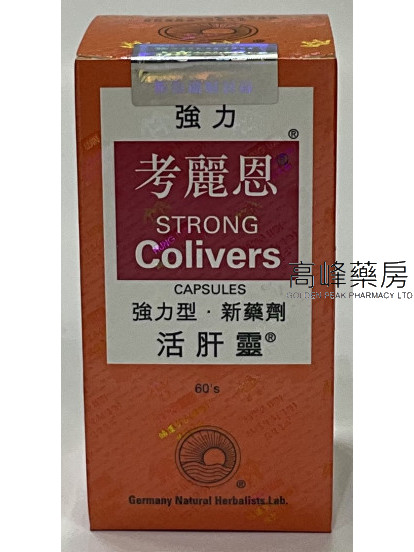 強力
®
考麗恩
STRONG
Colivers
CAPSULES
強力型·新藥劑
活肝靈®
60's
®
Germany Natural Herbalists Lab.
高峰藥房
GOLDEN PEAK PHARMACY LTD